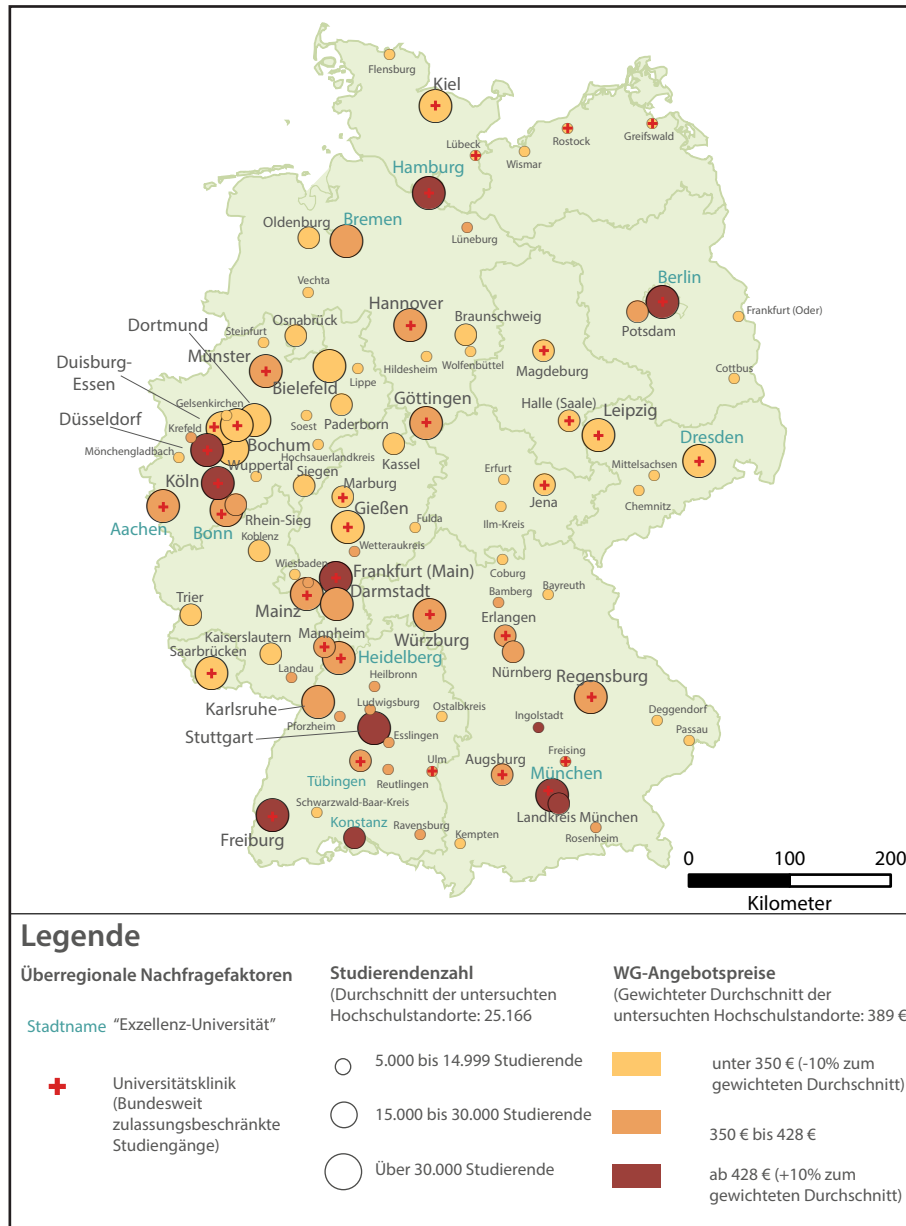 Flensburg
Kiel
Lübeck
Rostock
Greifswald
Wismar
Hamburg
Oldenburg
Bremen
Lüneburg
Vechta
Berlin
Potsdam
Frankfurt (Oder)
Cottbus
Hannover
Braunschweig
Wolfenbüttel
Hildesheim
Magdeburg
Dortmund
Steinfurt
Osnabrück
Münster
Duisburg-
Essen
Bielefeld
Lippe
Gelsenkirchen
Düsseldorf
Krefeld
Soest
Paderborn
Göttingen
Halle (Saale)
Leipzig
Dresden
Mönchengladbach
Bochum
Hochsauerlandkreis
Kassel
Mittelsachsen
Chemnitz
Wuppertal
Köln
Siegen
Marburg
Erfurt
Jena
Ilm-Kreis
Aachen
Bonn
Rhein-Sieg
Gießen
Fulda
Koblenz
Wetteraukreis
Wiesbaden
Frankfurt (Main)
Coburg
Bayreuth
Bamberg
Trier
Mainz
Darmstadt
Würzburg
Erlangen
Nürnberg
Kaiserslautern
Mannheim
Saarbrücken
Heidelberg
Landau
Heilbronn
Regensburg
Karlsruhe
Ludwigsburg
Pforzheim
Ostalbkreis
Ingolstadt
Deggendorf
Passau
Stuttgart
Esslingen
Tübingen
Reutlingen
Ulm
Augsburg
Freising
München
Landkreis München
Schwarzwald-Baar-Kreis
Freiburg
Konstanz
Ravensburg
Kempten
Rosenheim
0 100 200
Kilometer
Legende
Überregionale Nachfragefaktoren
Stadtname "Exzellenz-Universität"
Universitätsklinik
(Bundesweit
zulassungsbeschränkte
Studiengänge)
Studierendenzahl
(Durchschnitt der untersuchten
Hochschulstandorte: 25.166
5.000 bis 14.999 Studierende
15.000 bis 30.000 Studierende
Über 30.000 Studierende
WG-Angebotspreise
(Gewichteter Durchschnitt der
untersuchten Hochschulstandorte: 389 €
unter 350 € (-10% zum
gewichteten Durchschnitt)
350 € bis 428 €
ab 428 € (+10% zum
gewichteten Durchschnitt)